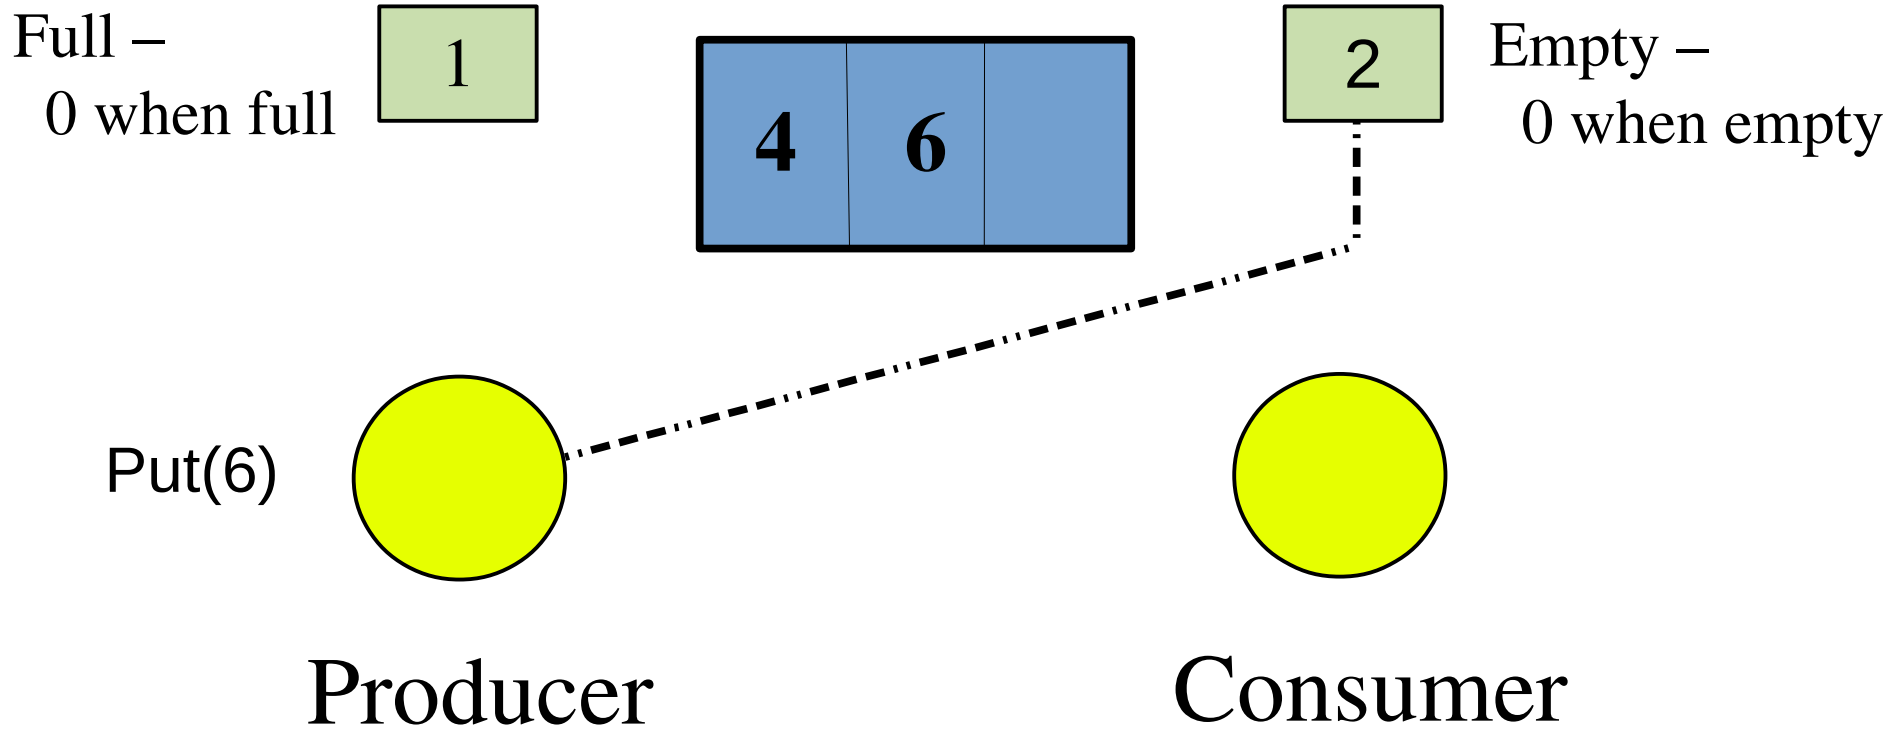 Full –
0 when full
1
4 6
2
Empty –
0 when empty
Put(6)
Producer
Consumer